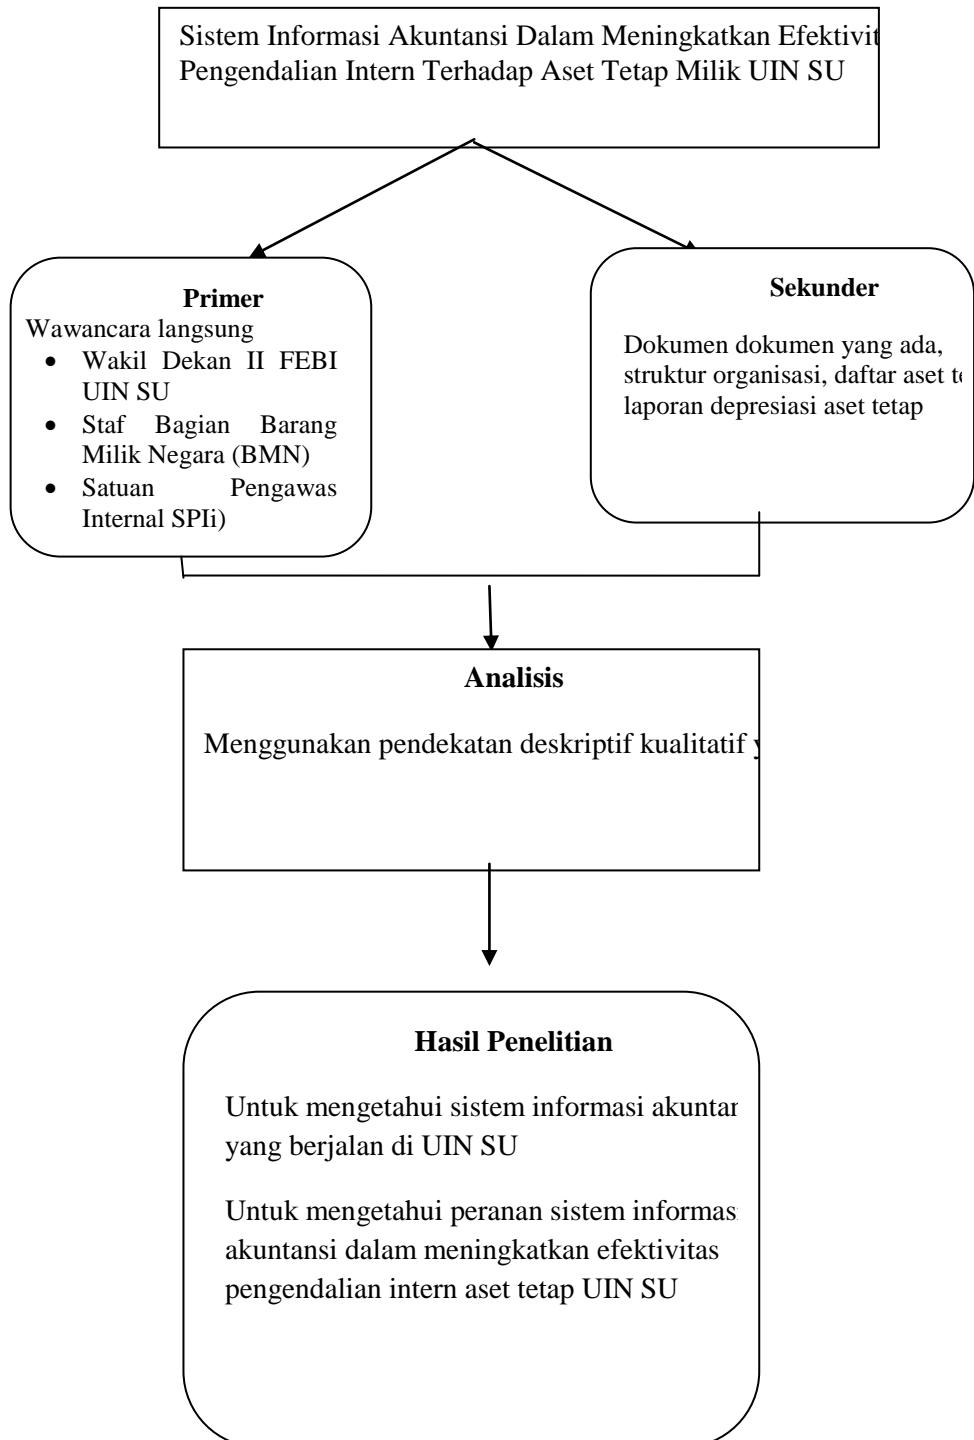 Sistem Informasi Akuntansi Dalam Meningkatkan Efektivit
Pengendalian Intern Terhadap Aset Tetap Milik UIN SU
Primer
Wawancara langsung
• Wakil Dekan II FEBI
UIN SU
• Staf Bagian Barang
Milik Negara (BMN)
• Satuan Pengawas
Internal SPIi)
Sekunder
Dokumen dokumen yang ada,
struktur organisasi, daftar aset te
laporan depresiasi aset tetap
Analisis
Menggunakan pendekatan deskriptif kualitatif y
Hasil Penelitian
Untuk mengetahui sistem informasi akuntan
yang berjalan di UIN SU
Untuk mengetahui peranan sistem informasi
akuntansi dalam meningkatkan efektivitas
pengendalian intern aset tetap UIN SU